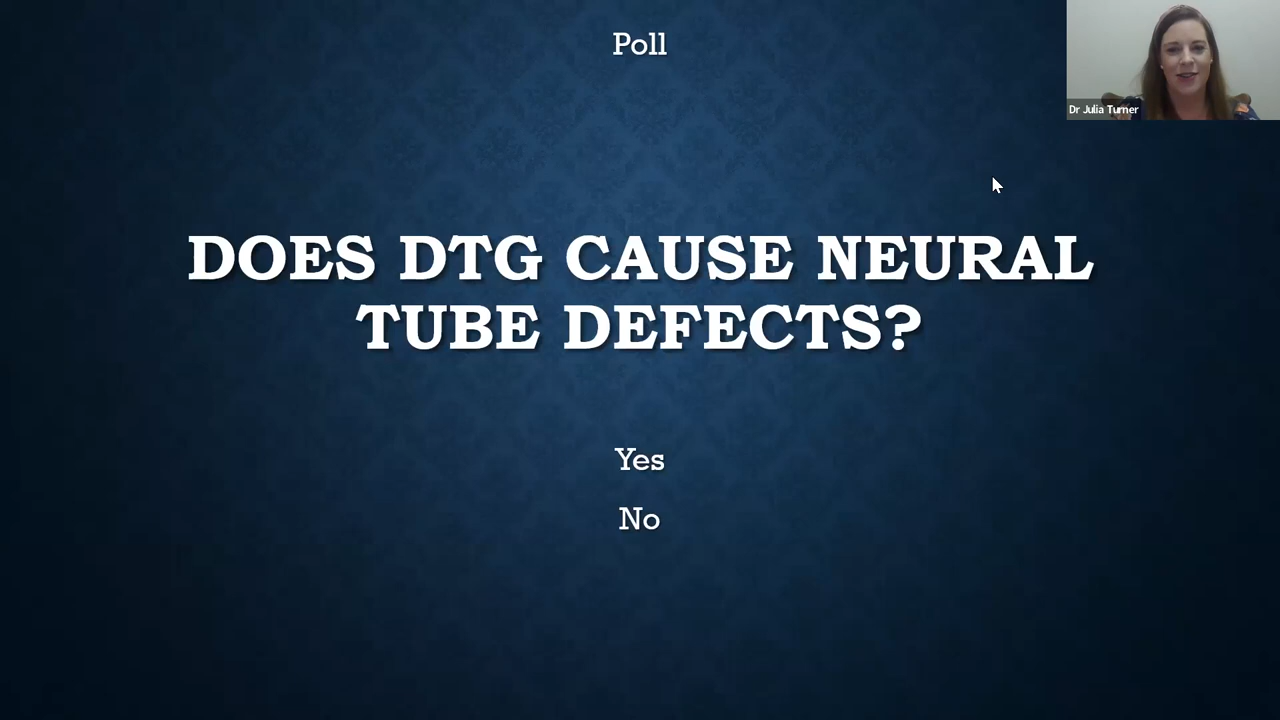 Poll
Dr Julia Turner
DOES DTG CAUSE NEURAL
TUBE DEFECTS?
Yes
No